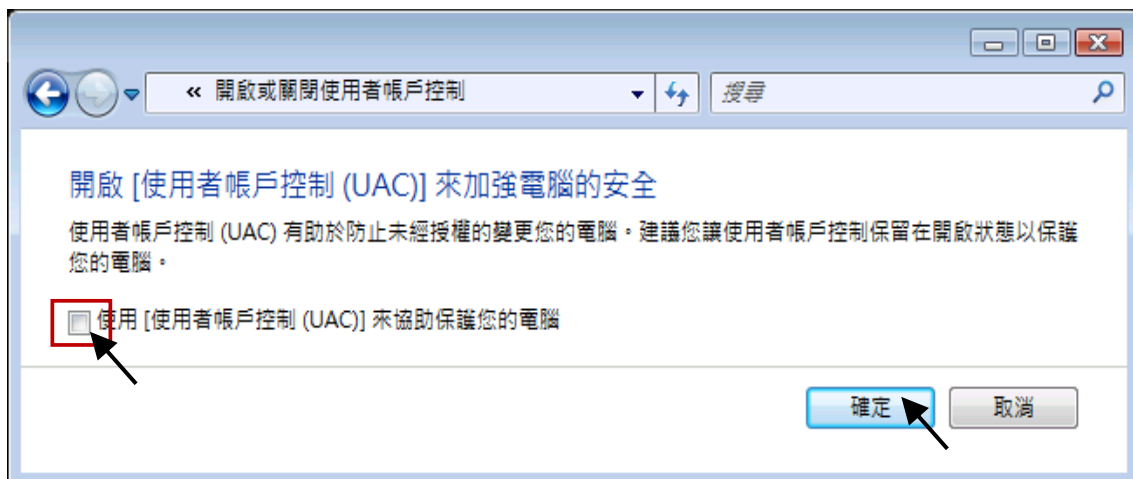 « 開啟或關閉使用者帳戶控制
搜尋
開啟 [使用者帳戶控制 (UAC)] 來加強電腦的安全
使用者帳戶控制 (UAC) 有助於防止未經授權的變更您的電腦。建議您讓使用者帳戶控制保留在開啟狀態以保護
您的電腦。
使用 [使用者帳戶控制 (UAC)] 來協助保護您的電腦
確定
取消